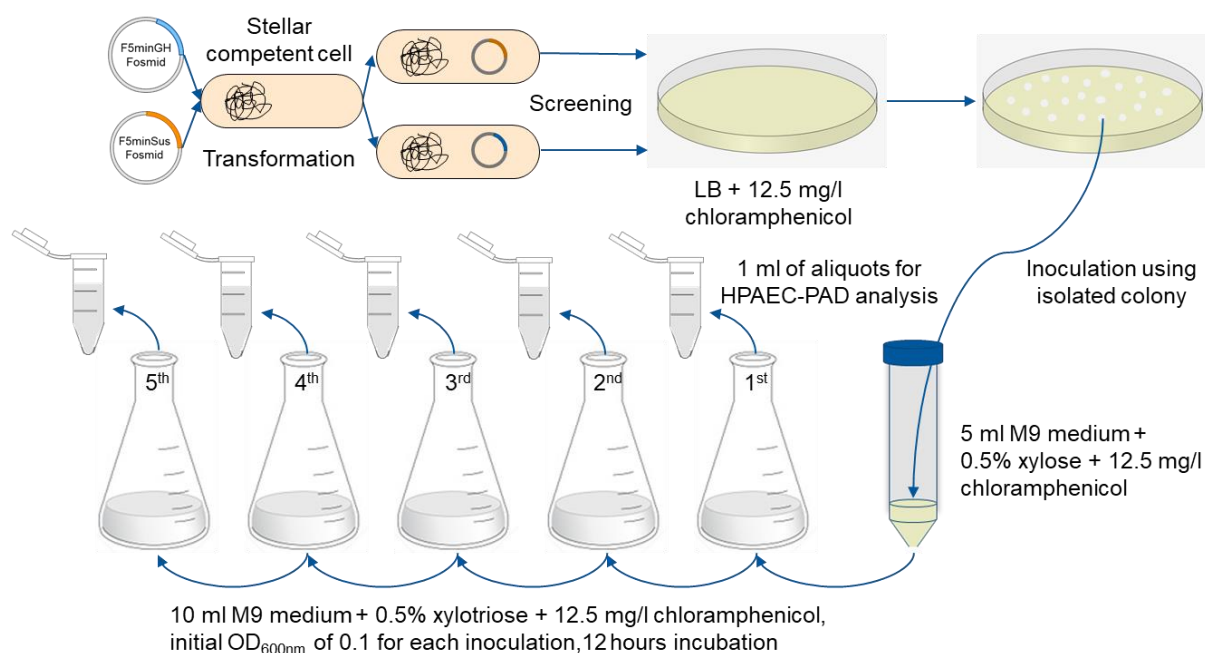 F5minGH
Fosmid
Stellar
competent cell
F5minSus
Fosmid
Transformation
Screening
LB + 12.5 mg/l
chloramphenicol
1 ml of aliquots for
HPAEC-PAD analysis
Inoculation using
isolated colony
5th
4th
3rd
2nd
1st
5 ml M9 medium +
0.5% xylose + 12.5 mg/l
chloramphenicol
10 ml M9 medium + 0.5% xylotriose + 12.5 mg/l chloramphenicol,
initial OD600nm of 0.1 for each inoculation,12 hours incubation